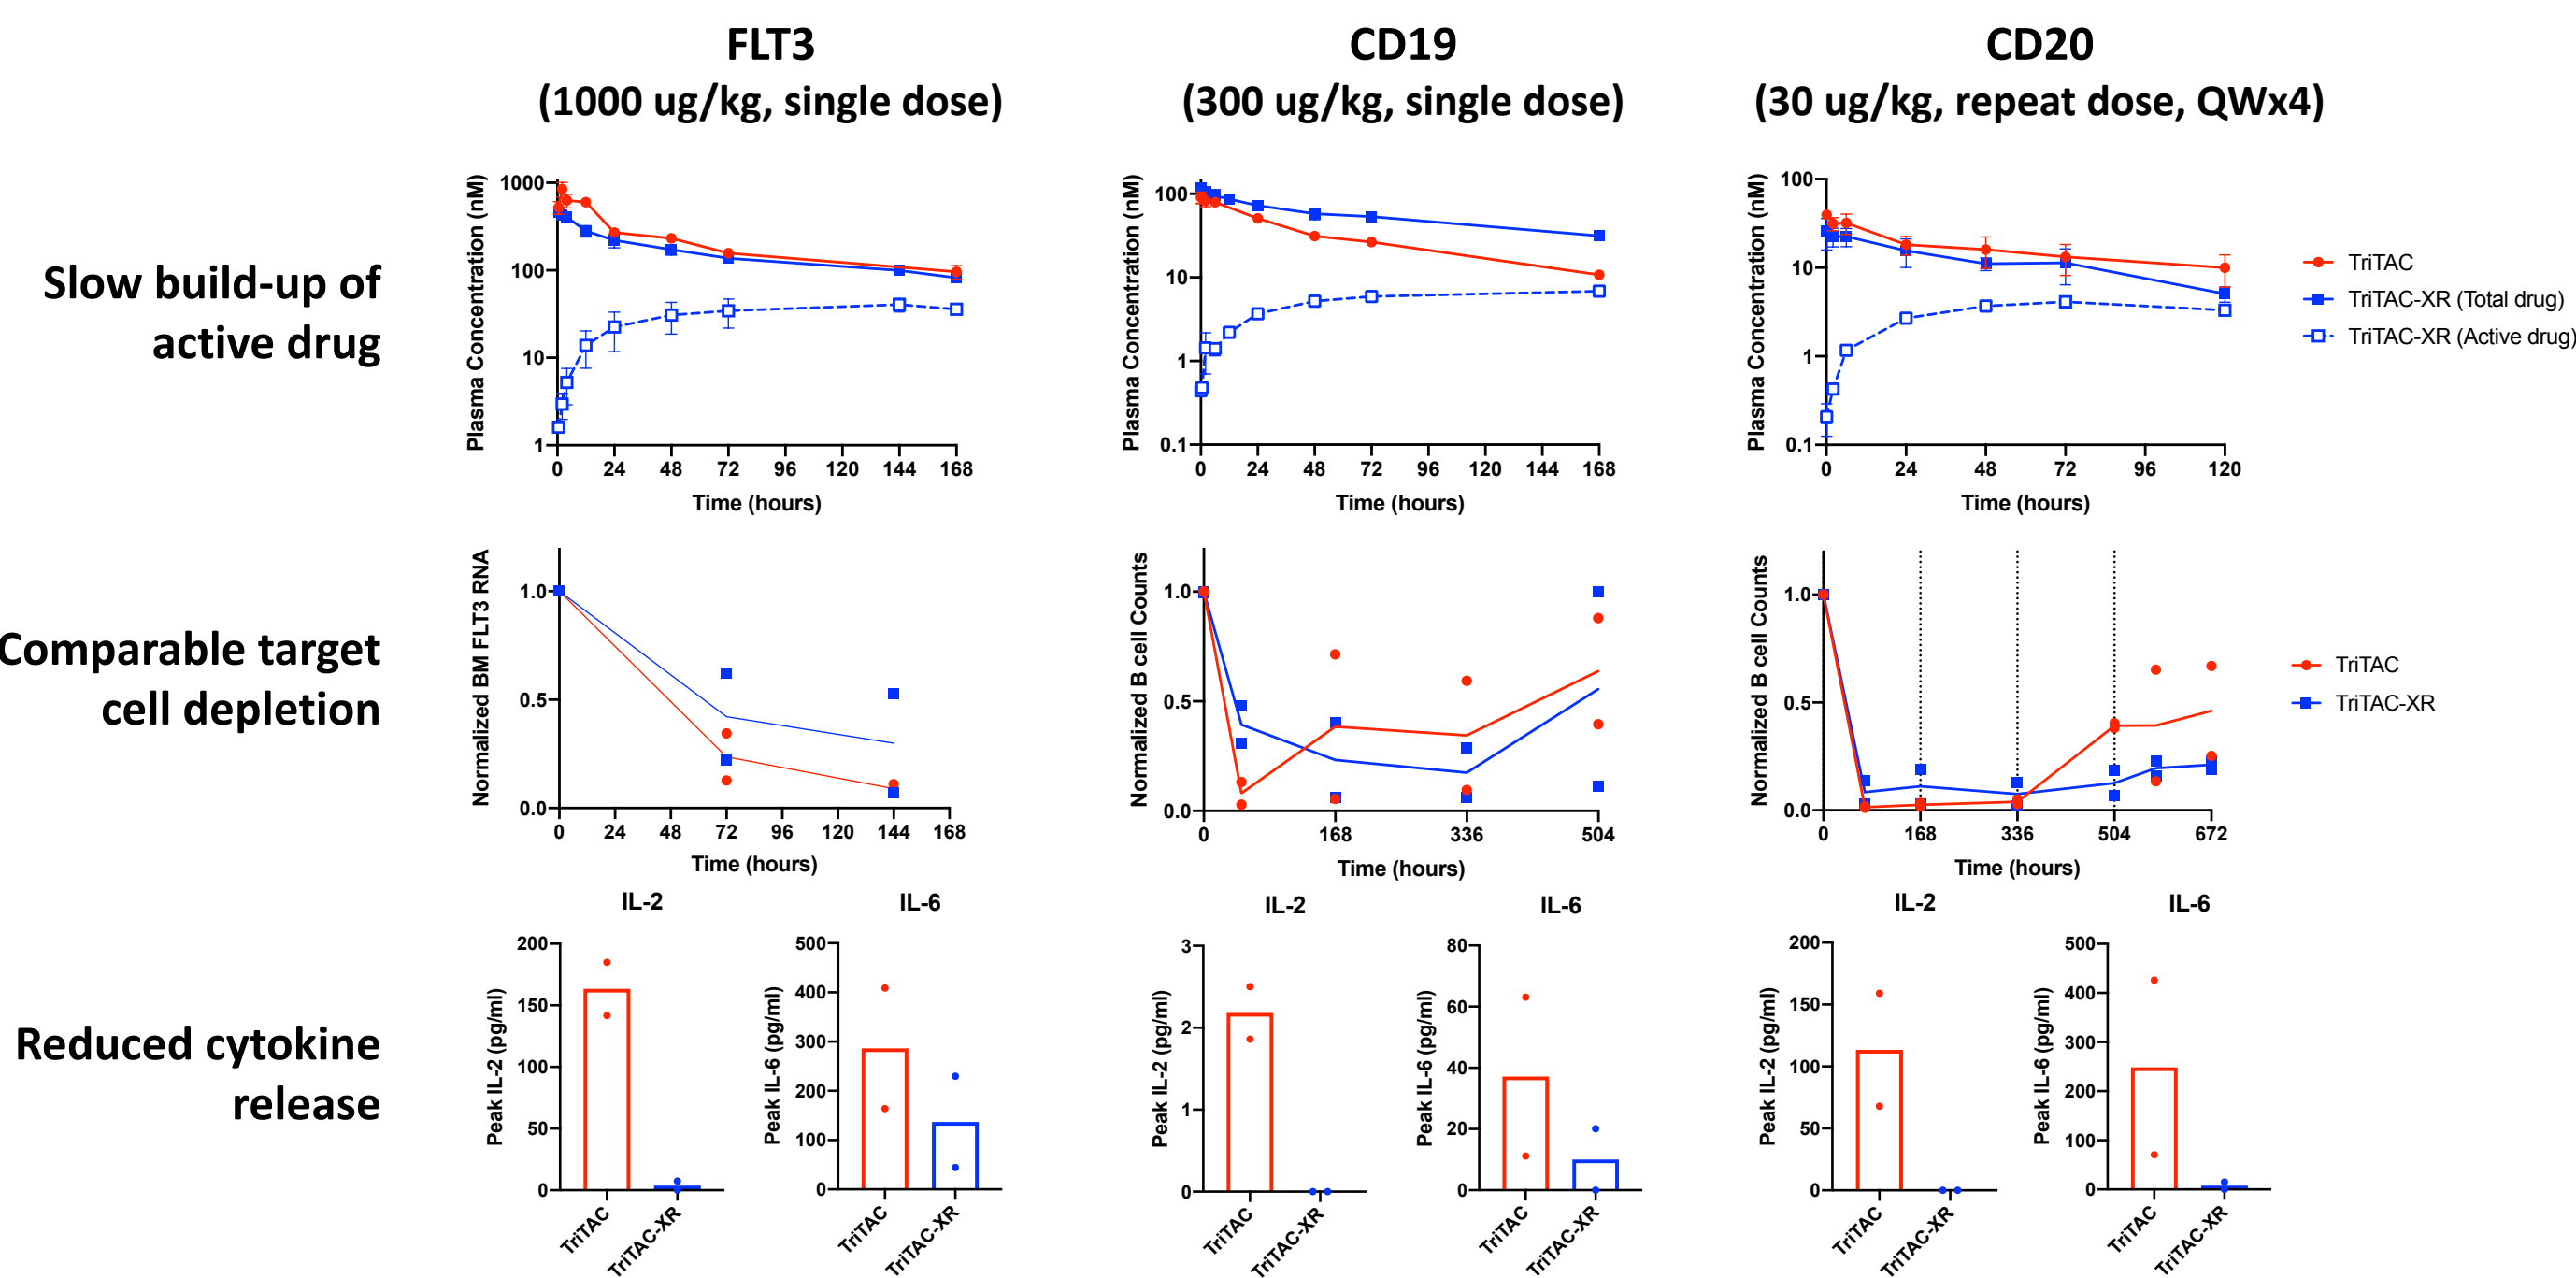 FLT3
(1000 ug/kg, single dose)
CD19
(300 ug/kg, single dose)
CD20
(30 ug/kg, repeat dose, QWx4)
Slow build-up of
active drug
Plasma Concentration (nM)
1000
100
10
1
0 24 48 72 96 120 144 168
Time (hours)
Plasma Concentration (nM)
100
10
1
0.1
0 24 48 72 96 120 144 168
Time (hours)
Plasma Concentration (nM)
100
10
1
0.1
0 24 48 72 96 120
Time (hours)
TriTAC
TriTAC-XR (Total drug)
TriTAC-XR (Active drug)
Comparable target
cell depletion
Normalized BM FLT3 RNA
1.0
0.5
0.0
0 24 48 72 96 120 144 168
Time (hours)
Normalized B cell Counts
1.0
0.5
0.0
0 168 336 504
Time (hours)
Normalized B cell Counts
1.0
0.5
0.0
0 168 336 504 672
Time (hours)
TriTAC
TriTAC-XR
Reduced cytokine
release
IL-2
Peak IL-2 (pg/ml)
200
150
100
50
0
TriTAC
TriTAC-XR
IL-6
Peak IL-6 (pg/ml)
500
400
300
200
100
0
TriTAC
TriTAC-XR
IL-2
Peak IL-2 (pg/ml)
3
2
1
0
TriTAC
TriTAC-XR
IL-6
Peak IL-6 (pg/ml)
80
60
40
20
0
TriTAC
TriTAC-XR
IL-2
Peak IL-2 (pg/ml)
200
150
100
50
0
TriTAC
TriTAC-XR
IL-6
Peak IL-6 (pg/ml)
500
400
300
200
100
0
TriTAC
TriTAC-XR